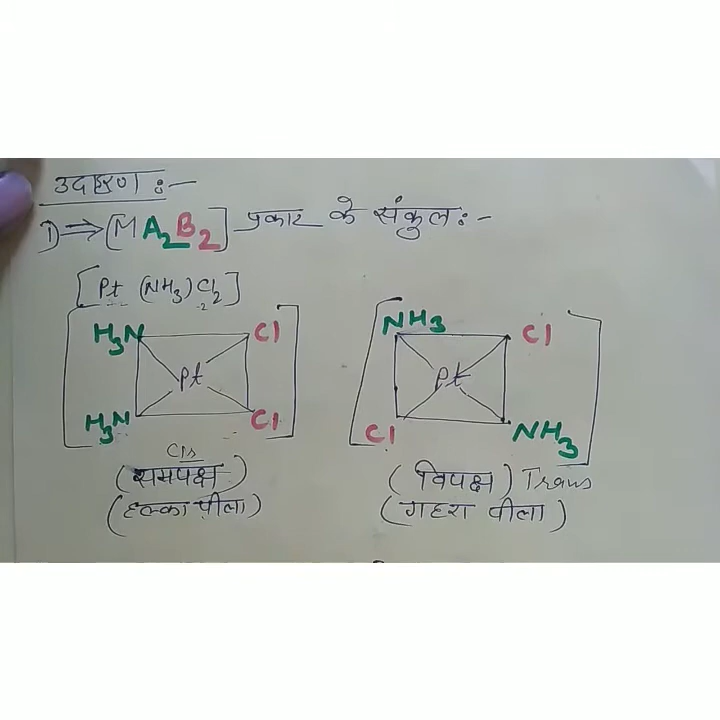 उदाहरण :-
1) ⇒ [MA₂B₂] प्रकार के संकुल :-
[Pt (NH₃) Cl₂]
H₃N Cl
Pt
H₃N Cl
Cis
(समपक्ष)
(हल्का पीला)
NH₃ Cl
Pt
Cl NH₃
(विपक्ष) Trans
(गहरा पीला)